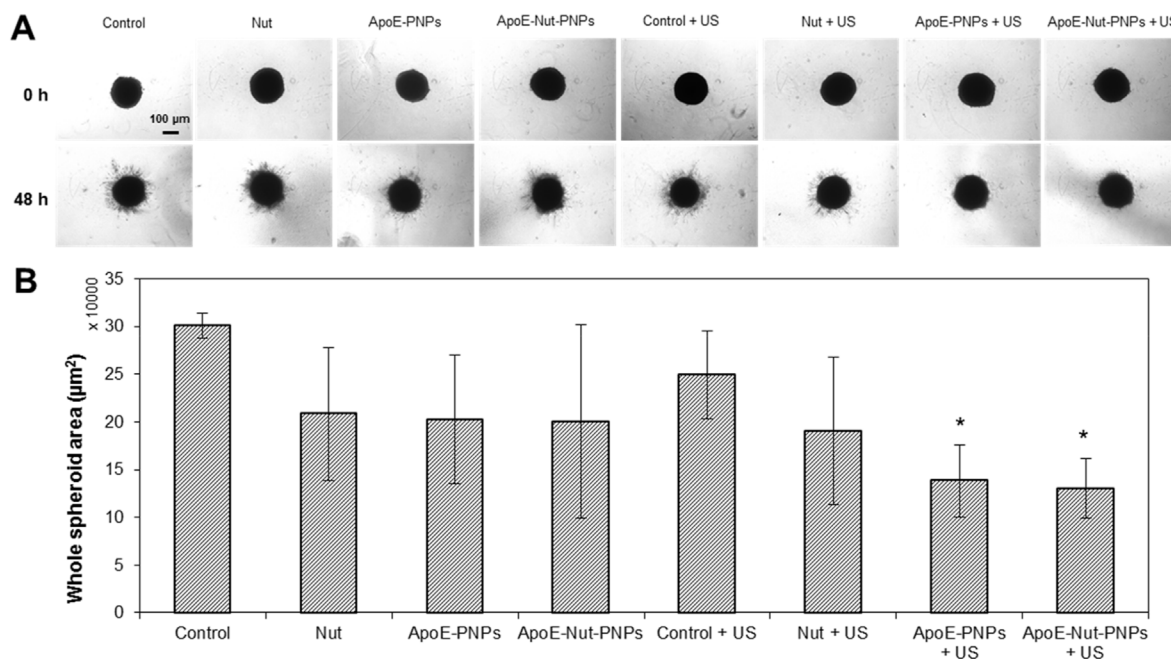 A
Control
Nut
ApoE-PNPs
ApoE-Nut-PNPs
Control + US
Nut + US
ApoE-PNPs + US
ApoE-Nut-PNPs + US
0 h
100 µm
48 h
B
35
30
25
20
15
10
5
0
x 10000
Whole spheroid area (µm²)
*
*
Control
Nut
ApoE-PNPs
ApoE-Nut-PNPs
Control + US
Nut + US
ApoE-PNPs
+ US
ApoE-Nut-PNPs
+ US